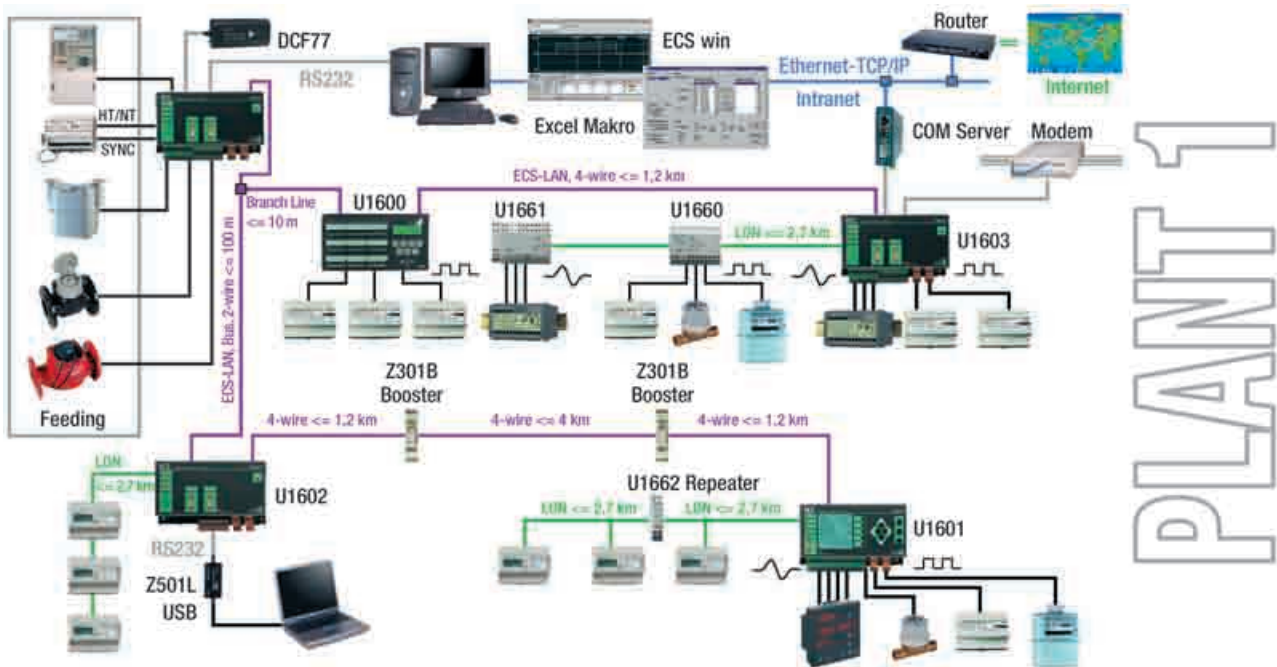 DCF77
RS232
HT/NT
SYNC
Feeding
ECS win
Excel Makro
Ethernet-TCP/IP
Intranet
Router
Internet
COM Server
Modem
PLANT 1
ECS-LAN, 4-wire <= 1,2 km
Branch Line
<= 10 m
U1600
U1661
U1660
LON <= 2,7 km
U1603
ECS-LAN, Bus, 2-wire <= 100 m
Z301B
Booster
Z301B
Booster
4-wire <= 1,2 km
4-wire <= 4 km
4-wire <= 1,2 km
LON
<= 2,7 km
U1602
U1662 Repeater
LON <= 2,7 km
LON <= 2,7 km
U1601
RS232
Z501L
USB